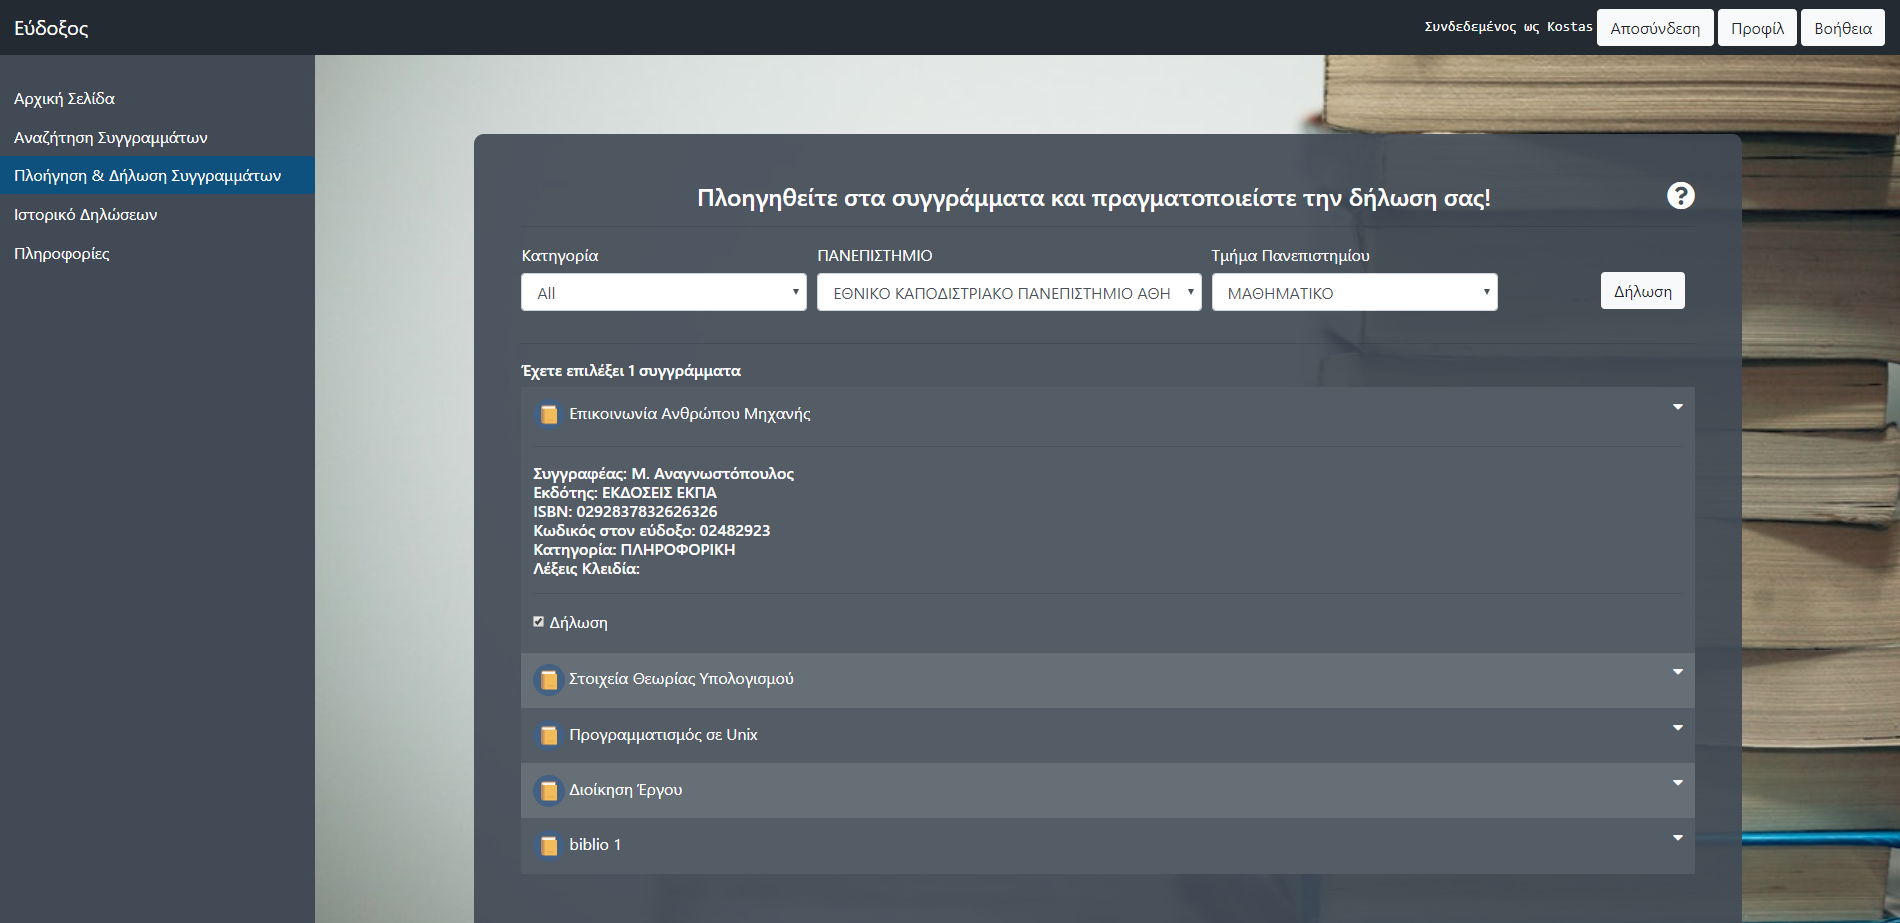 Εύδοξος
Συνδεδεμένος ως Kostas
Αποσύνδεση
Προφίλ
Βοήθεια
Αρχική Σελίδα
Αναζήτηση Συγγραμμάτων
Πλοήγηση & Δήλωση Συγγραμμάτων
Ιστορικό Δηλώσεων
Πληροφορίες
Πλοηγηθείτε στα συγγράμματα και πραγματοποιείστε την δήλωση σας!
Κατηγορία
ΠΑΝΕΠΙΣΤΗΜΙΟ
Τμήμα Πανεπιστημίου
All
ΕΘΝΙΚΟ ΚΑΠΟΔΙΣΤΡΙΑΚΟ ΠΑΝΕΠΙΣΤΗΜΙΟ ΑΘΗ
ΜΑΘΗΜΑΤΙΚΟ
Δήλωση
Έχετε επιλέξει 1 συγγράμματα
Επικοινωνία Ανθρώπου Μηχανής
Συγγραφέας: Μ. Αναγνωστόπουλος
Εκδότης: ΕΚΔΟΣΕΙΣ ΕΚΠΑ
ISBN: 0292837832626326
Κωδικός στον εύδοξο: 02482923
Κατηγορία: ΠΛΗΡΟΦΟΡΙΚΗ
Λέξεις Κλειδία:
Δήλωση
Στοιχεία Θεωρίας Υπολογισμού
Προγραμματισμός σε Unix
Διοίκηση Έργου
biblio 1